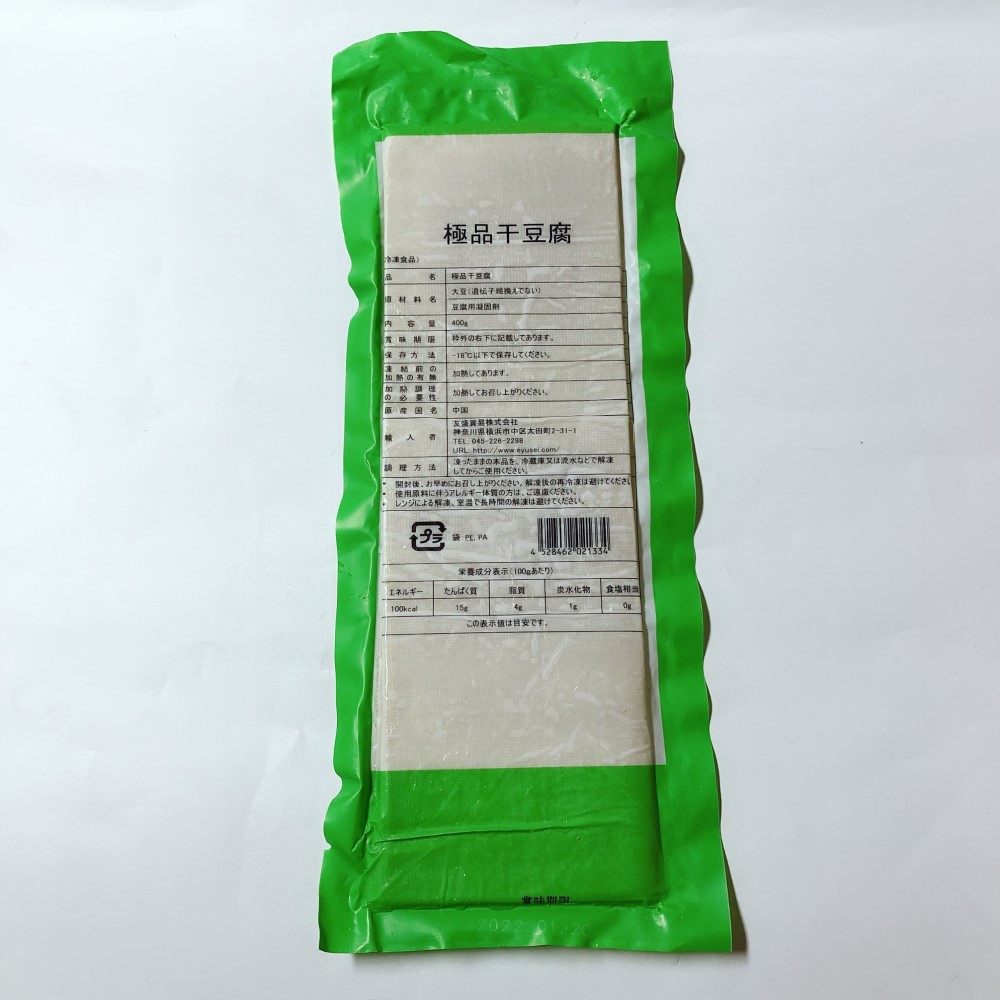 極品干豆腐
(冷凍食品)
品名 極品干豆腐
原材料名 大豆(遺伝子組換えでない)
豆腐用凝固剤
内容量 400g
賞味期限 枠外の右下に記載してあります。
保存方法 -18℃以下で保存してください。
凍結前の
加熱の有無 加熱してあります。
加熱調理
の必要性 加熱してお召し上がりください。
原産国名 中国
輸入者 友盛貿易株式会社
神奈川県横浜市中区太田町2-31-1
TEL. 045-226-2298
URL: http://www.eyusei.com/
調理方法 凍ったままの本品を、冷蔵庫又は流水などで解凍
してからご使用ください。
• 開封後、お早めにお召し上がりください。解凍後の再冷凍は避けてくださ
• 使用原料に伴うアレルギー体質の方は、ご遠慮ください。
• レンジによる解凍、室温で長時間の解凍は避けてください。
プラ 袋 PE, PA
4 528462 021334
栄養成分表示(100gあたり)
エネルギー たんぱく質 脂質 炭水化物 食塩相当
100kcal 15g 4g 1g 0g
この表示値は目安です。
賞味期限
2022.01.20